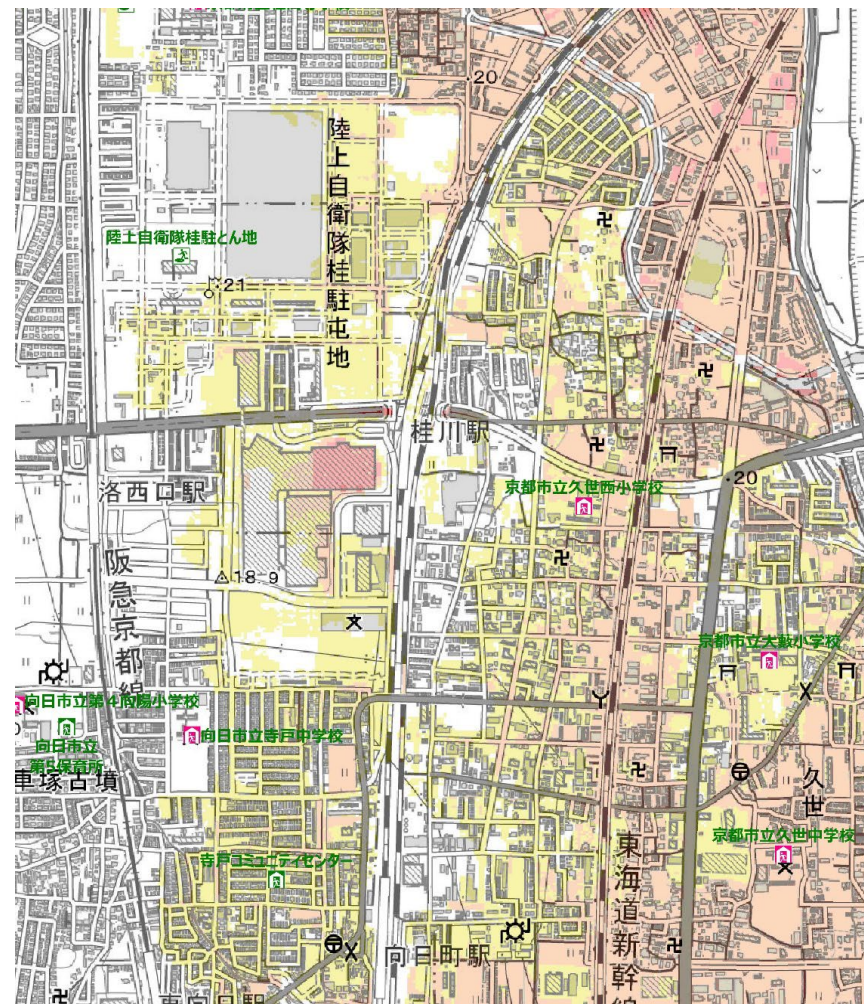 20
陸上自衛隊桂駐屯地
陸上自衛隊桂駐とん地
21
桂川駅
洛西口駅
京都市立久世西小学校
20
阪急京都線
18.9
京都市立大藪小学校
向日市立第4向陽小学校
向日市立
第5保育所
向日市立寺戸中学校
車塚古墳
久世
京都市立久世中学校
寺戸コミュニティセンター
東海道新幹線
向日町駅
東向日駅